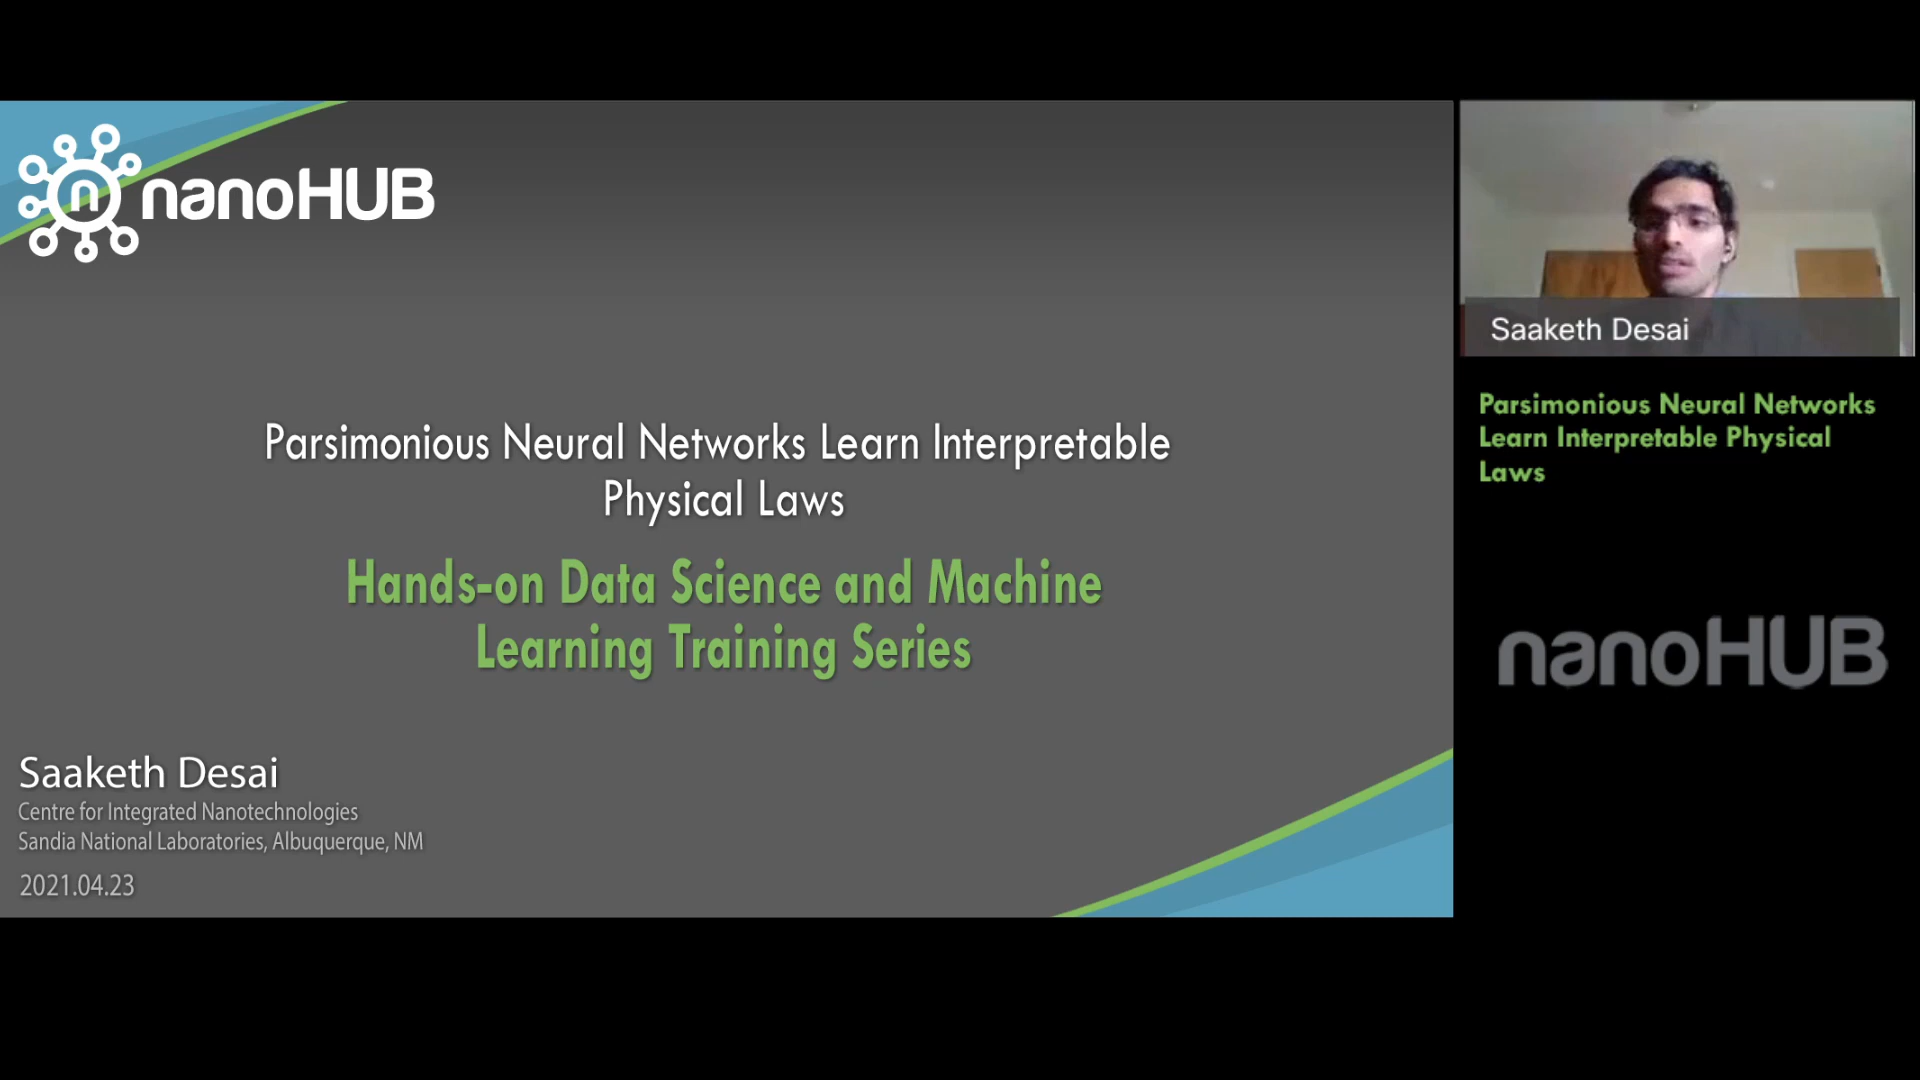 n nanoHUB
Parsimonious Neural Networks Learn Interpretable
Physical Laws
Hands-on Data Science and Machine
Learning Training Series
Saaketh Desai
Centre for Integrated Nanotechnologies
Sandia National Laboratories, Albuquerque, NM
2021.04.23
Saaketh Desai
Parsimonious Neural Networks
Learn Interpretable Physical
Laws
nanoHUB